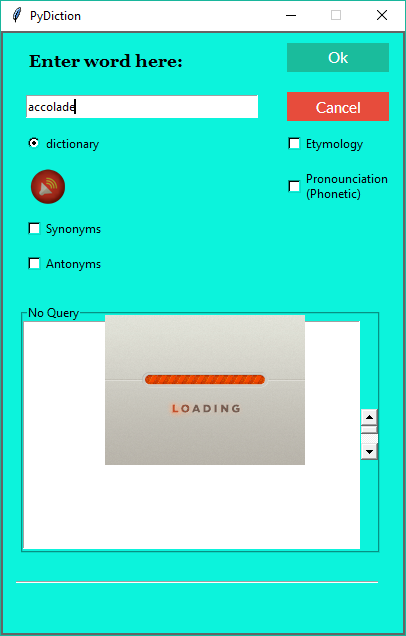 PyDiction
Enter word here:
Ok
accolade
Cancel
dictionary
Etymology
Pronounciation
(Phonetic)
Synonyms
Antonyms
No Query
LOADING